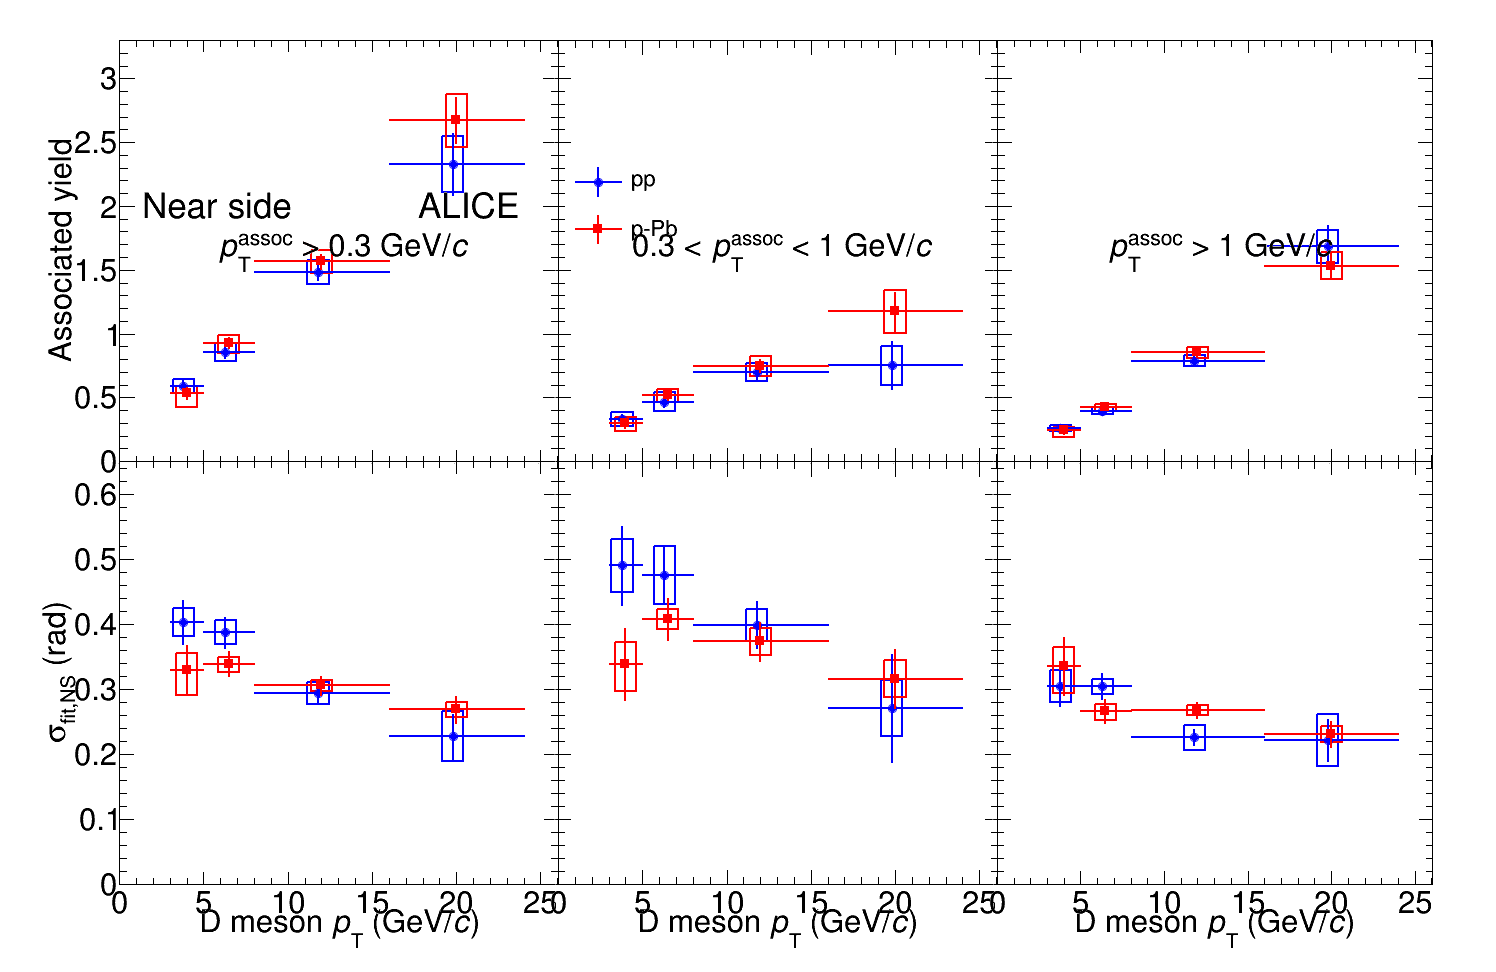 3
2.5
2
1.5
1
0.5
0
Associated yield
Near side
ALICE
p_T^assoc > 0.3 GeV/c
pp
p-Pb
0.3 < p_T^assoc < 1 GeV/c
p_T^assoc > 1 GeV/c
0.6
0.5
0.4
0.3
0.2
0.1
0
σ_fit,NS (rad)
0 5 10 15 20 25
0 5 10 15 20 25
0 5 10 15 20 25
D meson p_T (GeV/c)
D meson p_T (GeV/c)
D meson p_T (GeV/c)